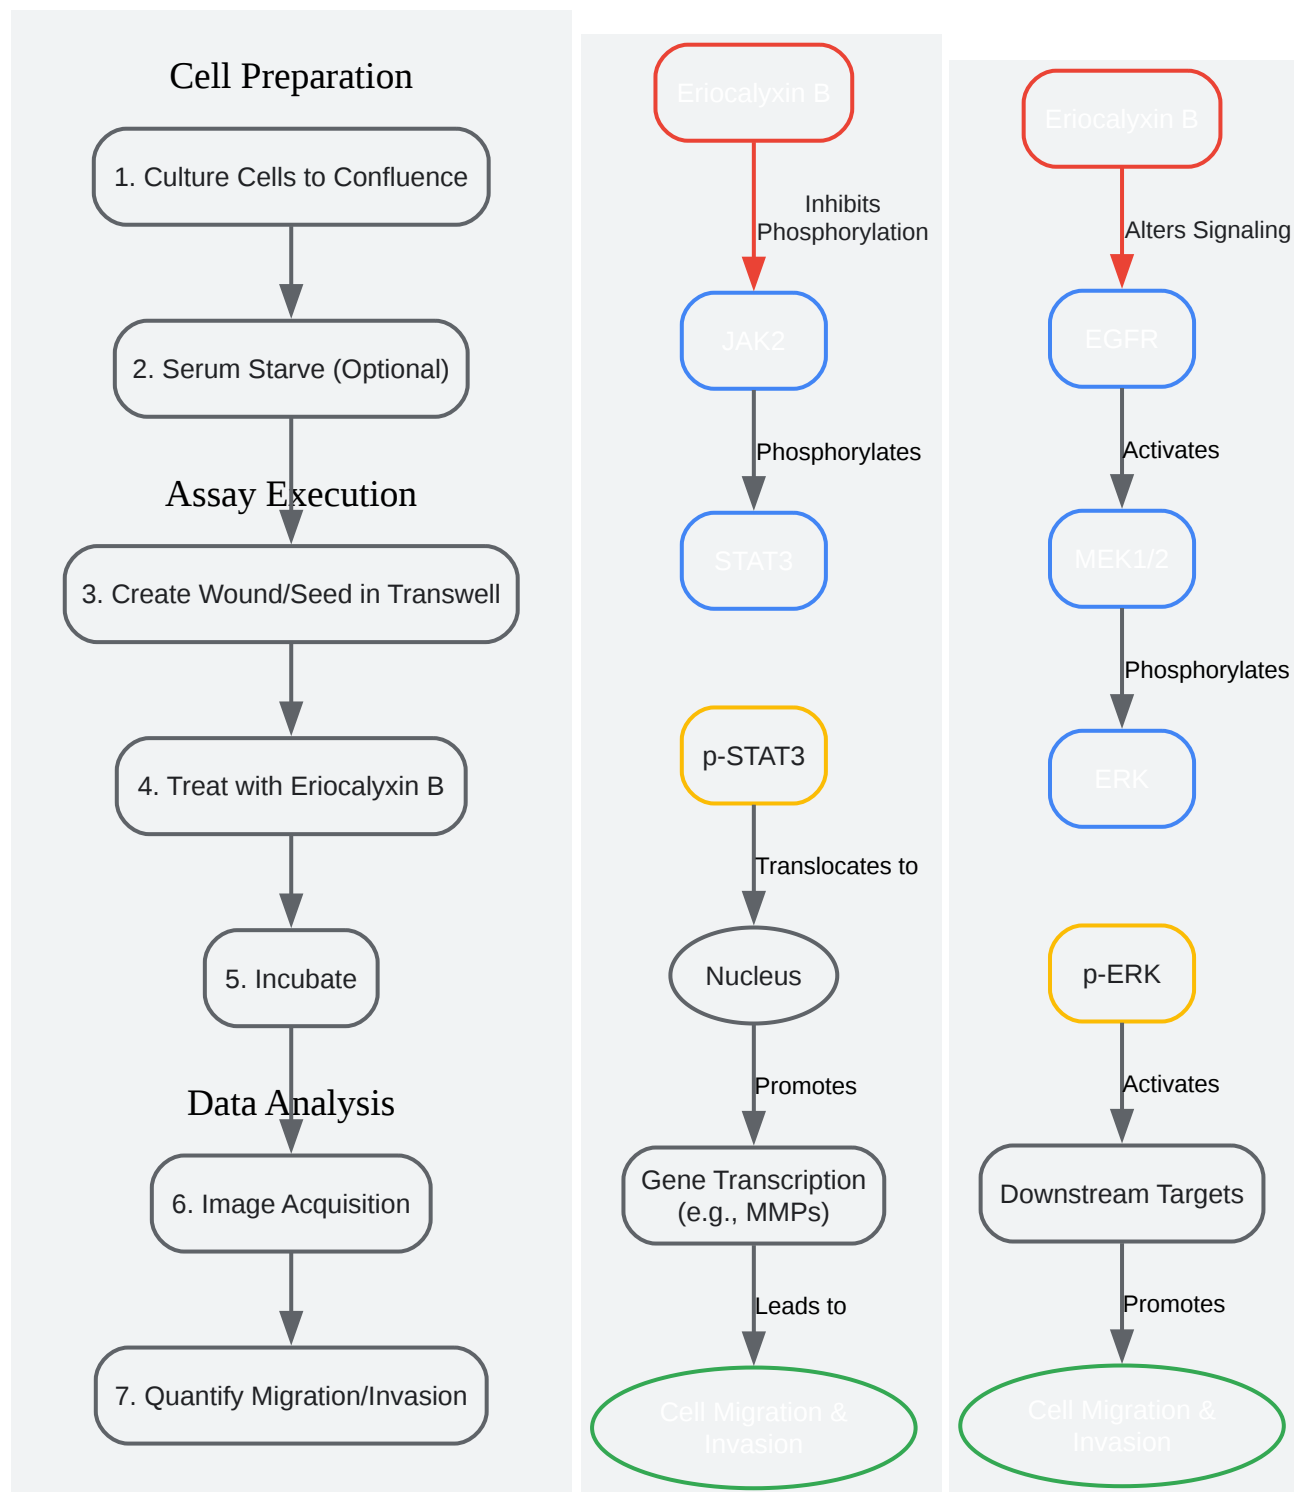 Cell Preparation
1. Culture Cells to Confluence
2. Serum Starve (Optional)
Assay Execution
3. Create Wound/Seed in Transwell
4. Treat with Eriocalyxin B
5. Incubate
Data Analysis
6. Image Acquisition
7. Quantify Migration/Invasion
Eriocalyxin B
Inhibits
Phosphorylation
JAK2
Phosphorylates
STAT3
p-STAT3
Translocates to
Nucleus
Promotes
Gene Transcription
(e.g., MMPs)
Leads to
Cell Migration &
Invasion
Eriocalyxin B
Alters Signaling
EGFR
Activates
MEK1/2
Phosphorylates
ERK
p-ERK
Activates
Downstream Targets
Promotes
Cell Migration &
Invasion